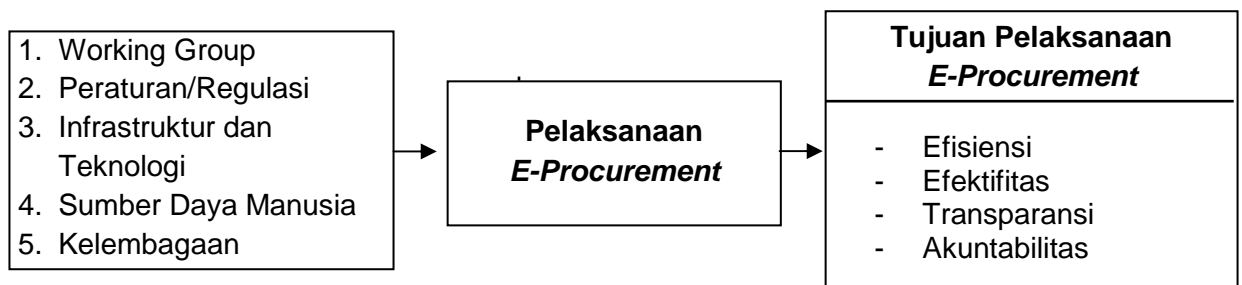 1. Working Group
2. Peraturan/Regulasi
3. Infrastruktur dan
Teknologi
4. Sumber Daya Manusia
5. Kelembagaan
Pelaksanaan
E-Procurement
Tujuan Pelaksanaan
E-Procurement
- Efisiensi
- Efektifitas
- Transparansi
- Akuntabilitas